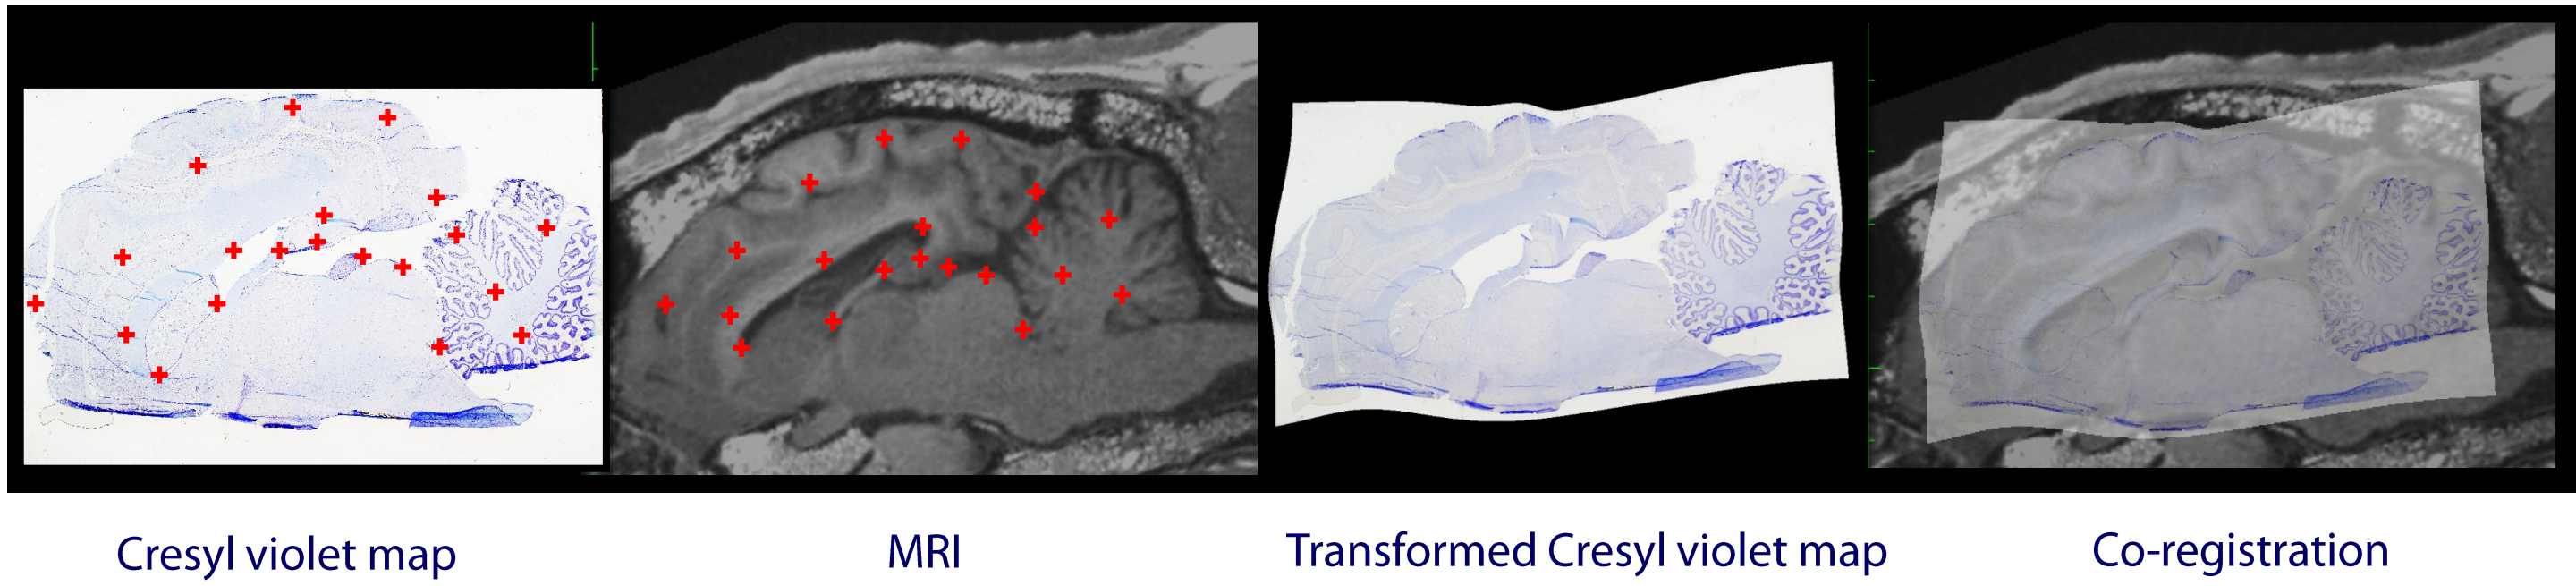 Cresyl violet map
MRI
Transformed Cresyl violet map
Co-registration